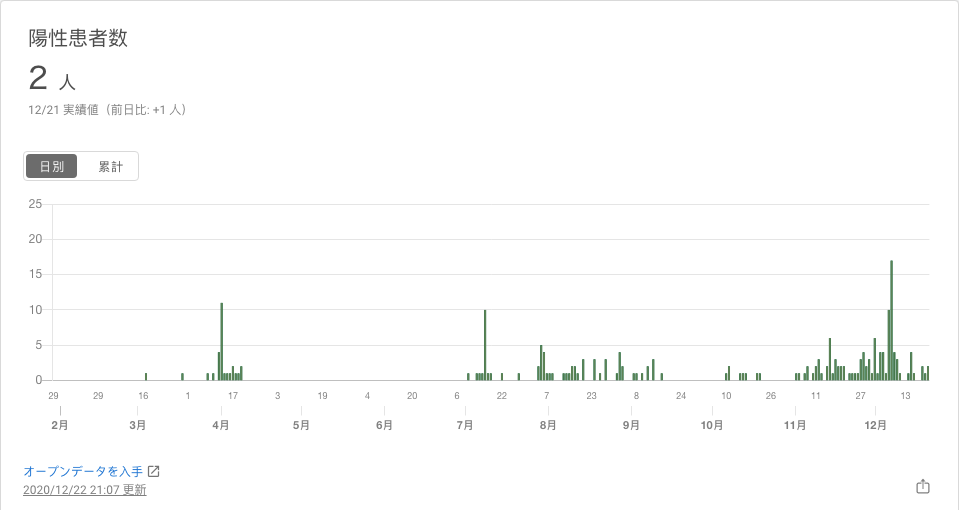 陽性患者数
2 人
12/21 実績値（前日比: +1 人）
日別 累計
25
20
15
10
5
0
29 29 16 1 17 3 19 4 20 6 22 7 23 8 24 10 26 11 27 13
2月 3月 4月 5月 6月 7月 8月 9月 10月 11月 12月
オープンデータを入手
2020/12/22 21:07 更新